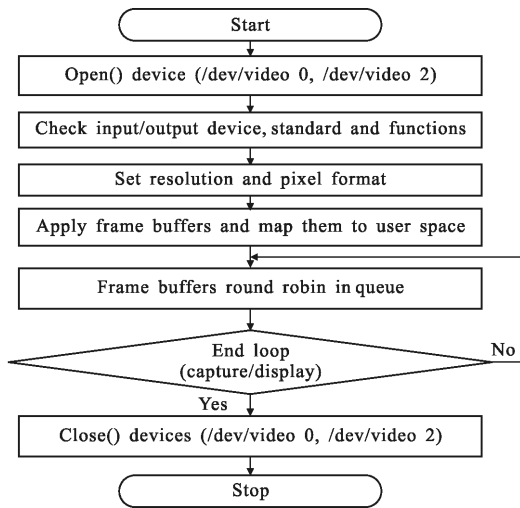 Start
Open() device (/dev/video 0, /dev/video 2)
Check input/output device, standard and functions
Set resolution and pixel format
Apply frame buffers and map them to user space
Frame buffers round robin in queue
End loop
(capture/display)
No
Yes
Close() devices (/dev/video 0, /dev/video 2)
Stop